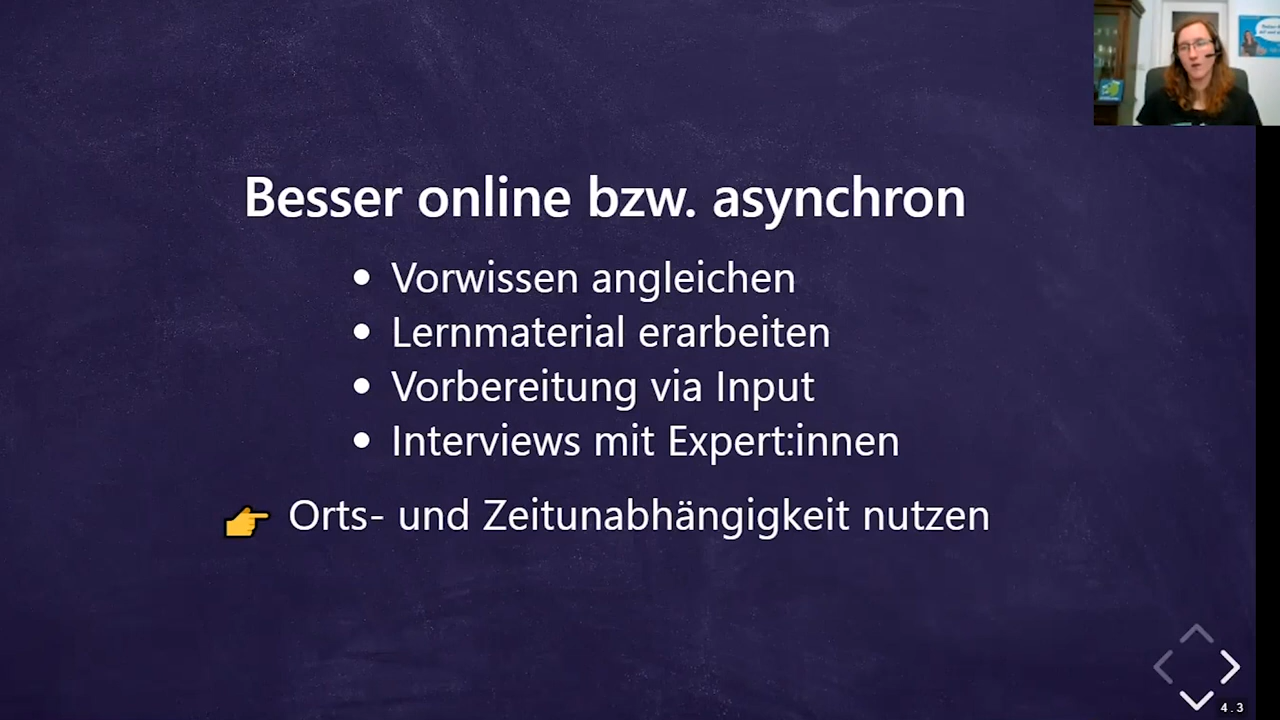 Besser online bzw. asynchron
• Vorwissen angleichen
• Lernmaterial erarbeiten
• Vorbereitung via Input
• Interviews mit Expert:innen
👉 Orts- und Zeitunabhängigkeit nutzen
4.3